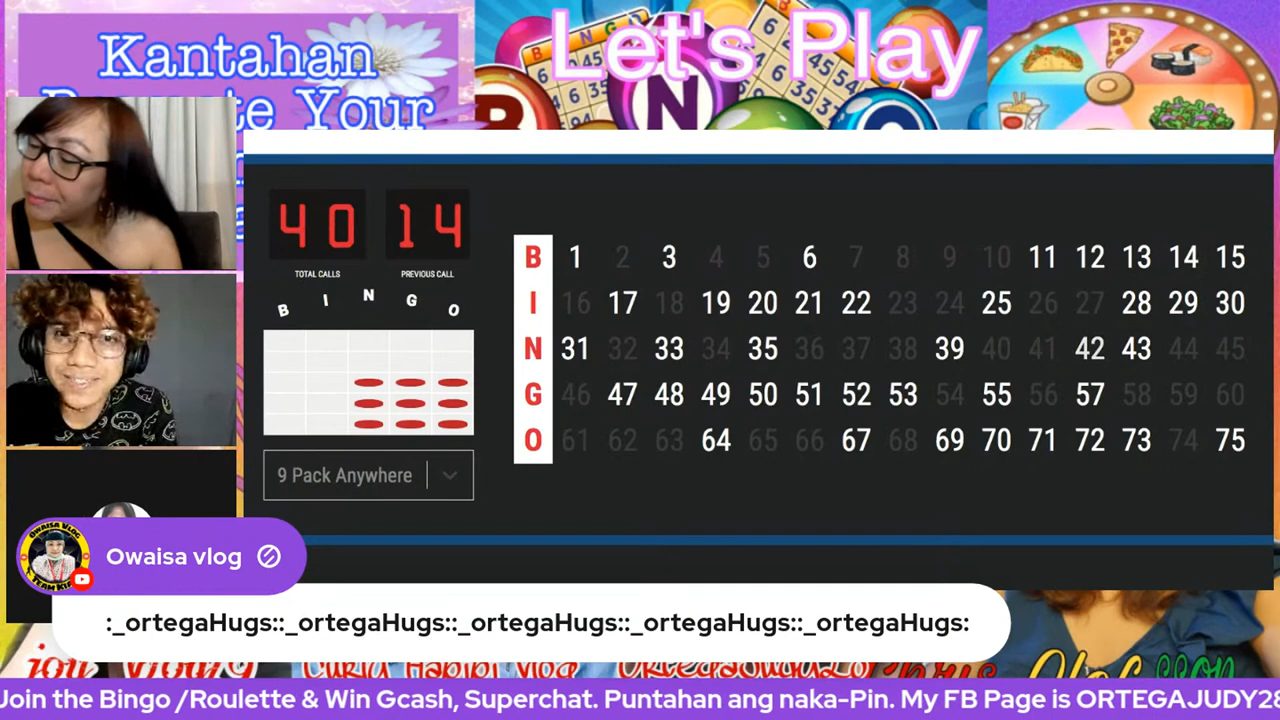 Kantahan
Let's Play
te Your
40 14
TOTAL CALLS PREVIOUS CALL
B I N G O
B 1 2 3 4 5 6 7 8 9 10 11 12 13 14 15
I 16 17 18 19 20 21 22 23 24 25 26 27 28 29 30
N 31 32 33 34 35 36 37 38 39 40 41 42 43 44 45
G 46 47 48 49 50 51 52 53 54 55 56 57 58 59 60
O 61 62 63 64 65 66 67 68 69 70 71 72 73 74 75
9 Pack Anywhere
Owaisa vlog
:_ortegaHugs::_ortegaHugs::_ortegaHugs::_ortegaHugs::_ortegaHugs:
Join the Bingo /Roulette & Win Gcash, Superchat. Puntahan ang naka-Pin. My FB Page is ORTEGAJUDY28